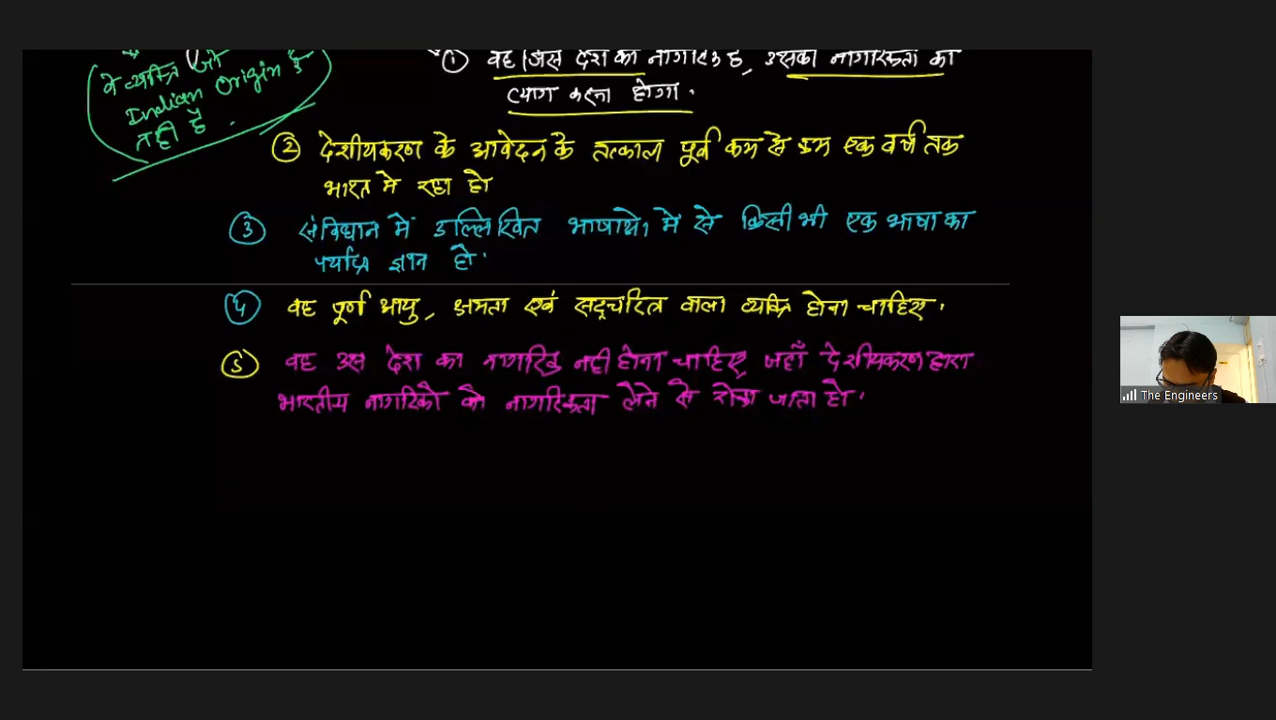 ① वह जिस देश का नागरिक है, उसका नागरिकता का
त्याग करना होगा.
वे व्यक्ति जो
Indian Origin के
नही है.
② देशीयकरण के आवेदन के तत्काल पूर्व कम से कम एक वर्ष तक
भारत मे रहा हो
③ संविधान में उल्लिखित भाषाओं में से किसी भी एक भाषा का
पर्याप्त ज्ञान हो.
④ वह पूर्ण आयु, क्षमता एवं सद्चरित्र वाला व्यक्ति होना चाहिए.
⑤ वह उस देश का नागरिक नही होना चाहिए जहाँ देशीयकरण द्वारा
भारतीय नागरिको को नागरिकता लेने से रोका जाता हो.
The Engineers